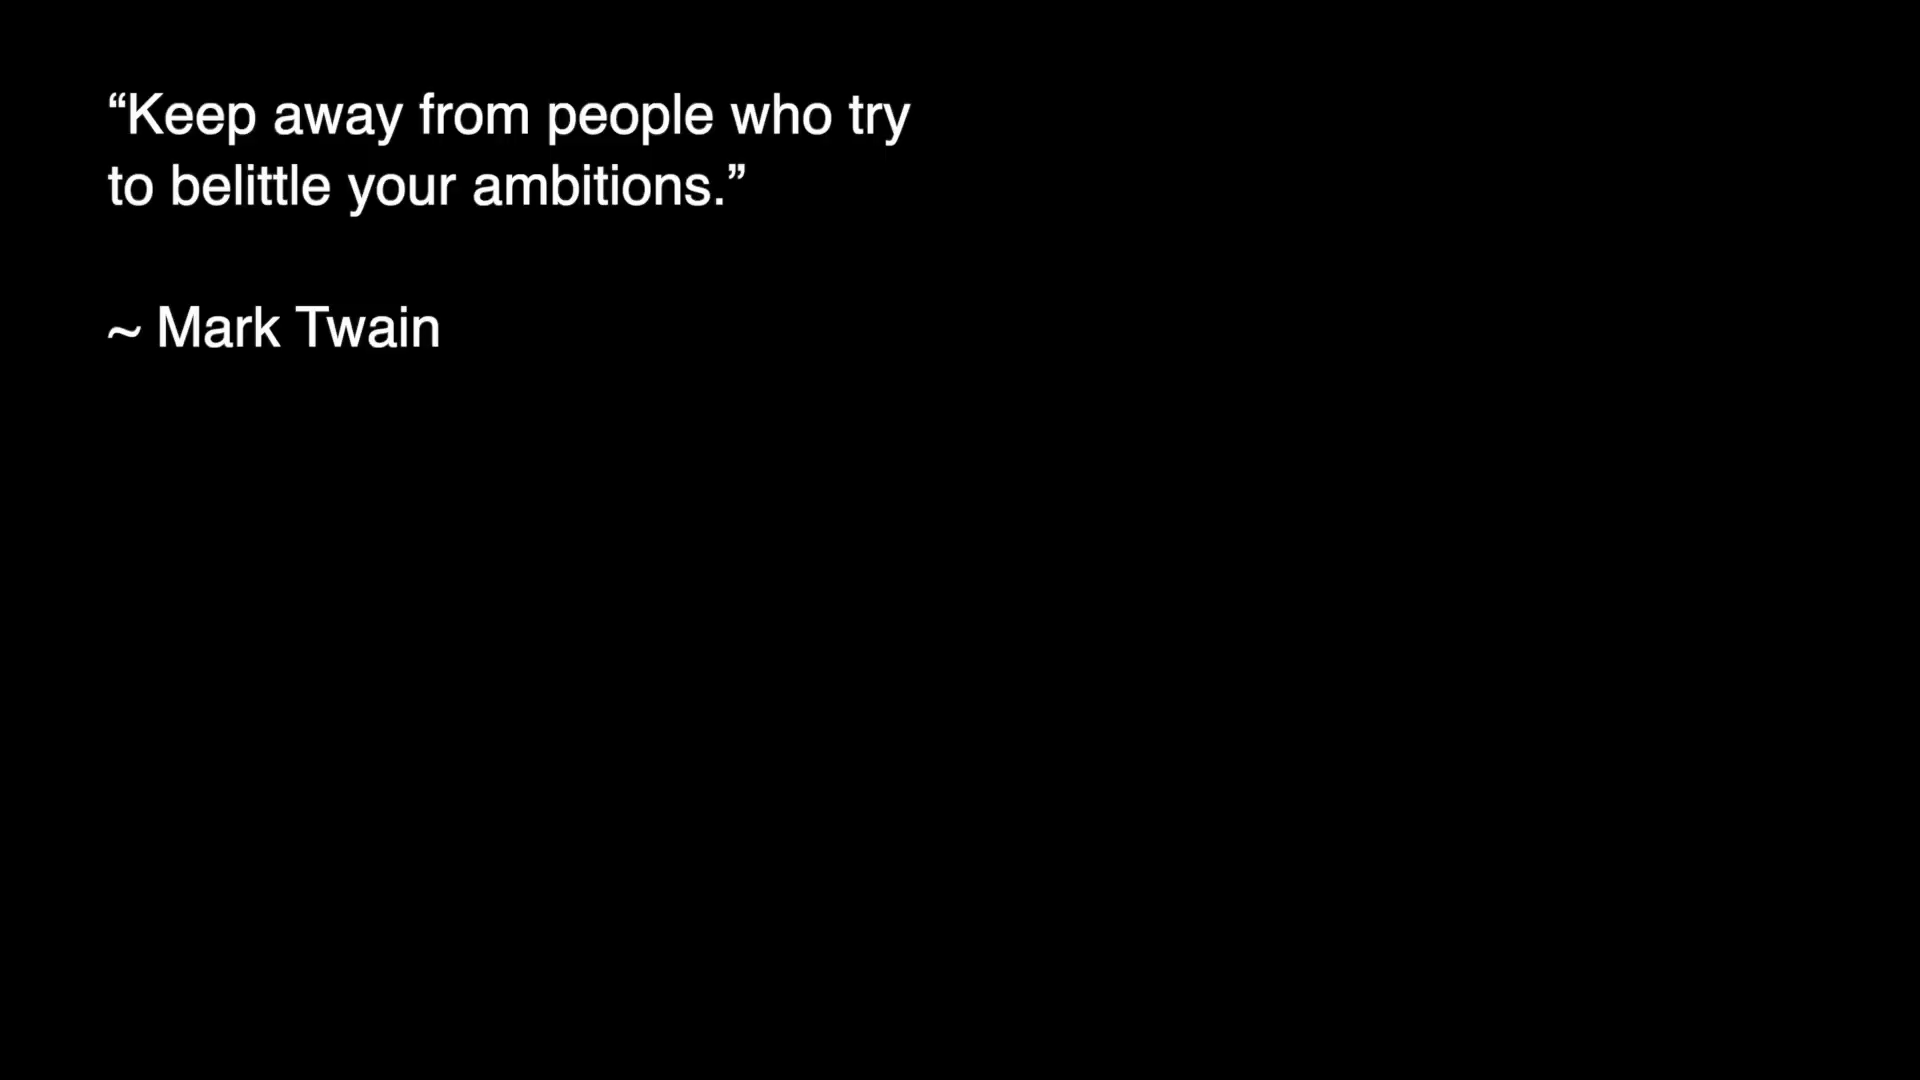 “Keep away from people who try
to belittle your ambitions.”
~ Mark Twain